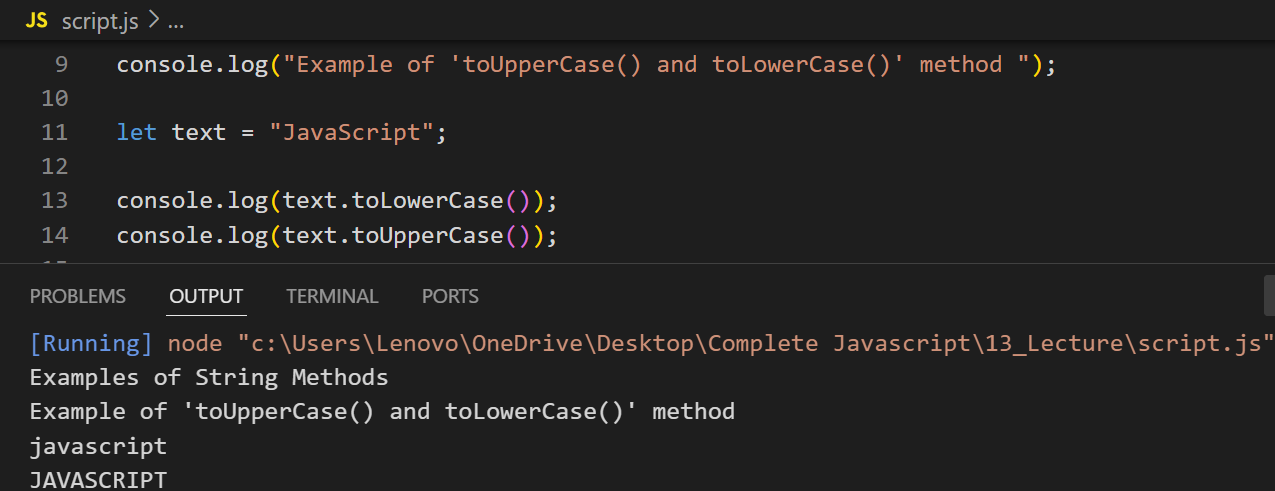 JS script.js > ...
9 console.log("Example of 'toUpperCase() and toLowerCase()' method ");
10
11 let text = "JavaScript";
12
13 console.log(text.toLowerCase());
14 console.log(text.toUpperCase());
PROBLEMS OUTPUT TERMINAL PORTS
[Running] node "c:\Users\Lenovo\OneDrive\Desktop\Complete Javascript\13_Lecture\script.js"
Examples of String Methods
Example of 'toUpperCase() and toLowerCase()' method
javascript
JAVASCRIPT